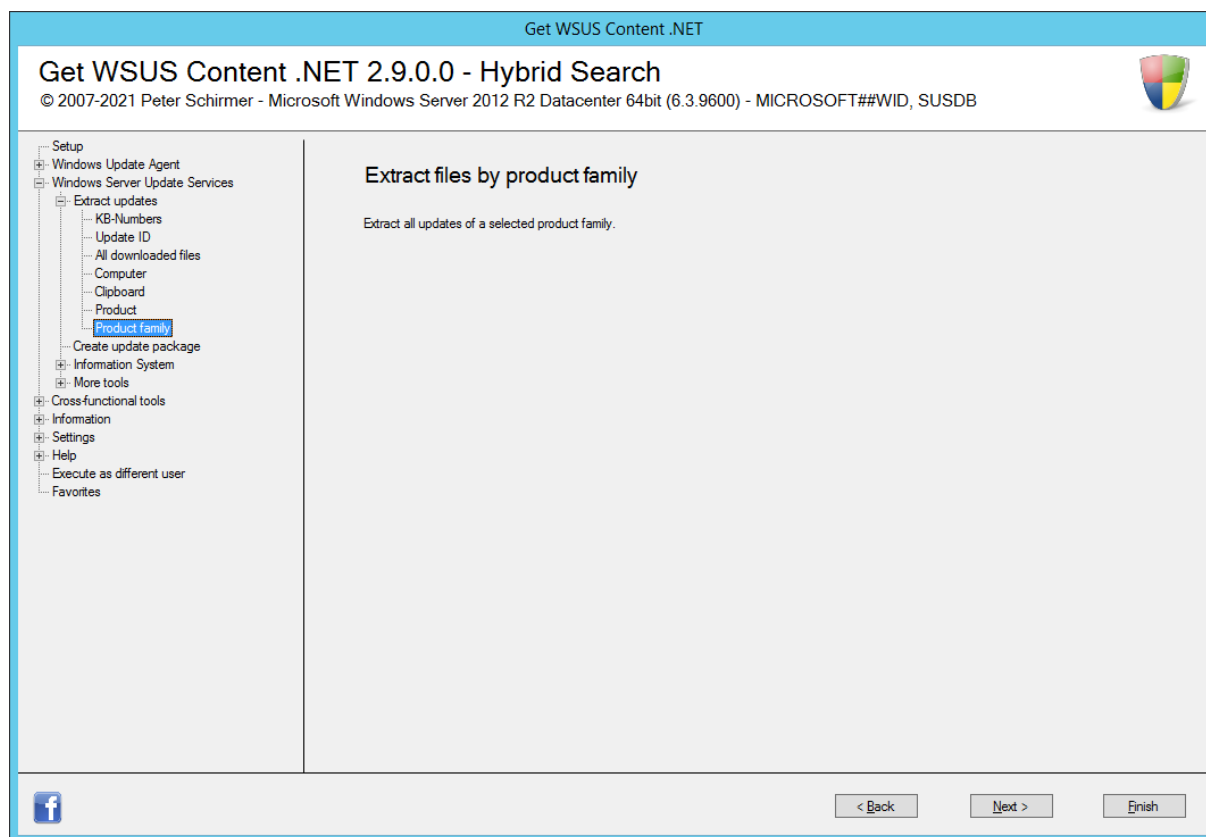 Get WSUS Content .NET
Get WSUS Content .NET 2.9.0.0 - Hybrid Search
© 2007-2021 Peter Schirmer - Microsoft Windows Server 2012 R2 Datacenter 64bit (6.3.9600) - MICROSOFT##WID, SUSDB
Setup
Windows Update Agent
Windows Server Update Services
Extract updates
KB-Numbers
Update ID
All downloaded files
Computer
Clipboard
Product
Product family
Create update package
Information System
More tools
Cross-functional tools
Information
Settings
Help
Execute as different user
Favorites
Extract files by product family
Extract all updates of a selected product family.
f
< Back
Next >
Finish